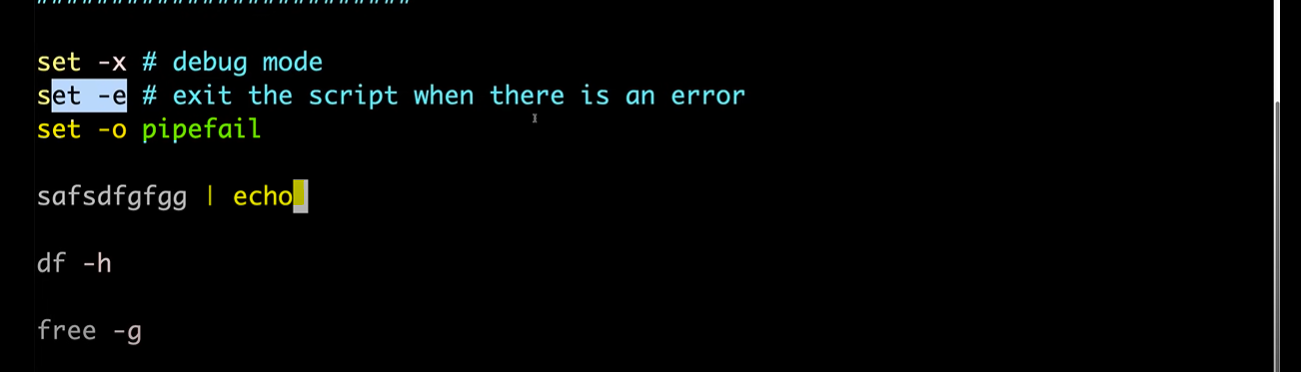 set -x # debug mode
set -e # exit the script when there is an error
set -o pipefail
safsdfgfgg | echo
df -h
free -g